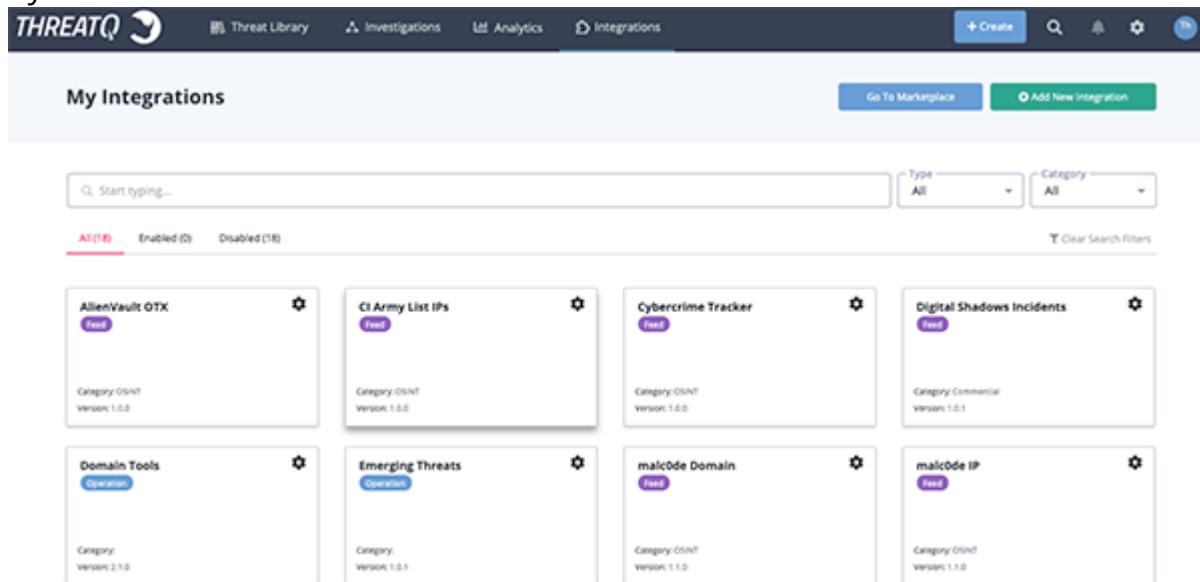 THREATQ Threat Library Investigations Analytics Integrations + Create Th
My Integrations Go To Marketplace Add New Integration
Start typing... Type All Category All
All (18) Enabled (0) Disabled (18) Clear Search Filters
AlienVault OTX CI Army List IPs Cybercrime Tracker Digital Shadows Incidents
Feed Feed Feed Feed
Category: OSINT Category: OSINT Category: OSINT Category: Commercial
Version: 1.0.0 Version: 1.0.0 Version: 1.0.0 Version: 1.0.1
Domain Tools Emerging Threats malc0de Domain malc0de IP
Operation Operation Feed Feed
Category: Category: Category: OSINT Category: OSINT
Version: 2.1.0 Version: 1.0.1 Version: 1.1.0 Version: 1.1.0